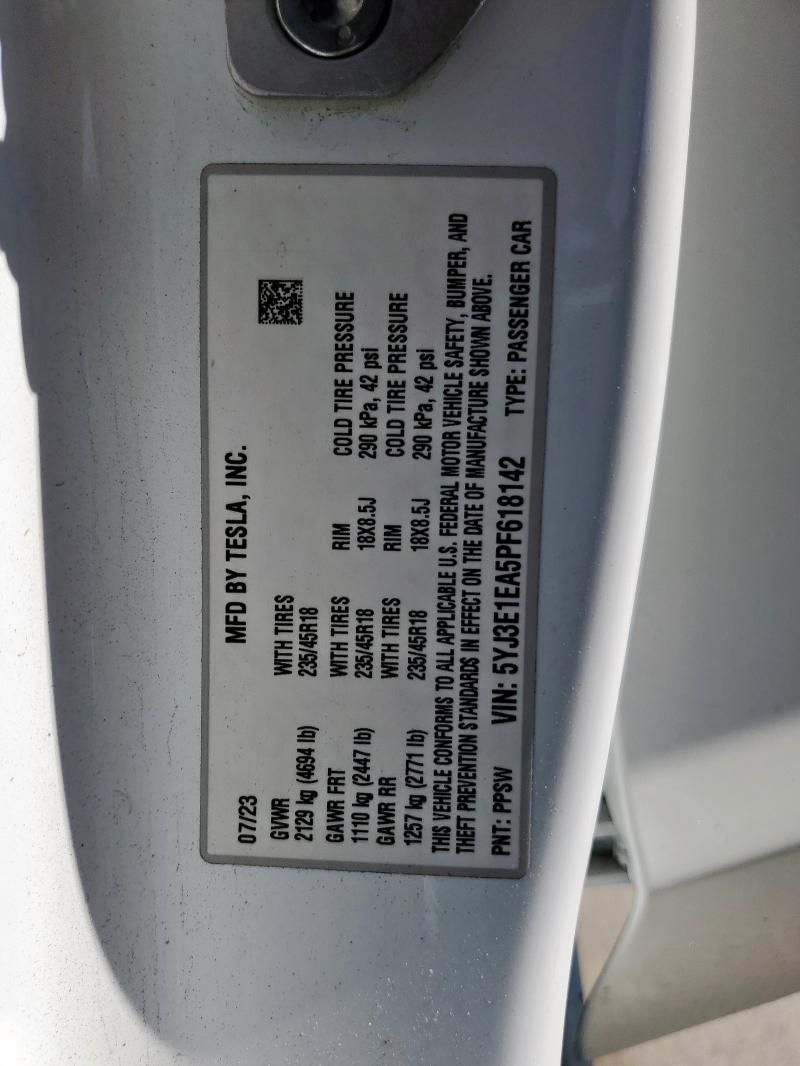 07/23 MFD BY TESLA, INC.
GVWR WITH TIRES
2129 kg (4694 lb) 235/45R18
GAWR FRT WITH TIRES RIM COLD TIRE PRESSURE
1110 kg (2447 lb) 235/45R18 18X8.5J 290 kPa, 42 psi
GAWR RR WITH TIRES RIM COLD TIRE PRESSURE
1257 kg (2771 lb) 235/45R18 18X8.5J 290 kPa, 42 psi
THIS VEHICLE CONFORMS TO ALL APPLICABLE U.S. FEDERAL MOTOR VEHICLE SAFETY, BUMPER, AND
THEFT PREVENTION STANDARDS IN EFFECT ON THE DATE OF MANUFACTURE SHOWN ABOVE.
PNT: PPSW VIN: 5YJ3E1EA5PF618142 TYPE: PASSENGER CAR